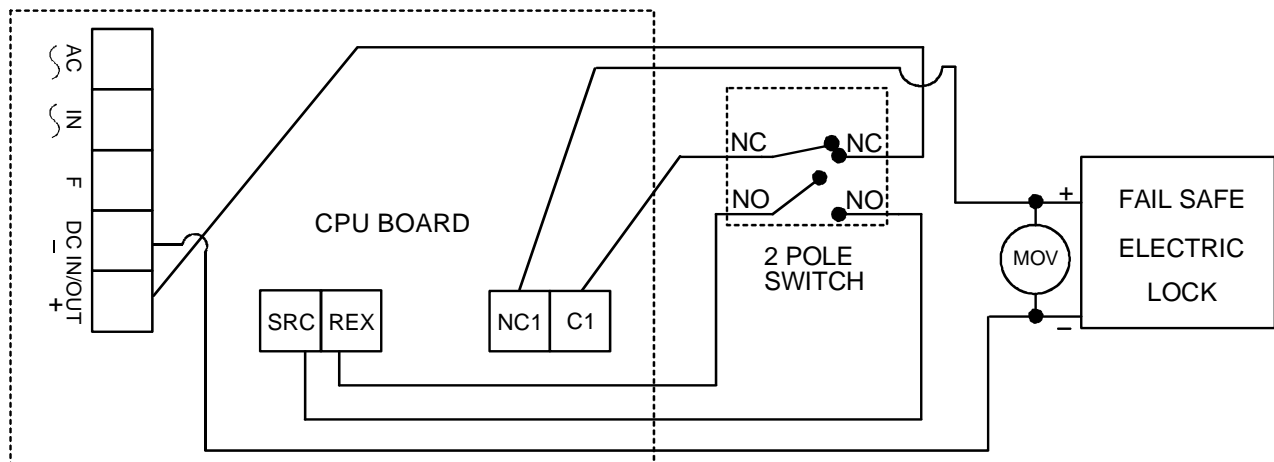 AC
IN
F
DC IN/OUT
−
+
CPU BOARD
SRC REX
NC1 C1
NC NC
NO NO
2 POLE
SWITCH
+
MOV
−
FAIL SAFE
ELECTRIC
LOCK